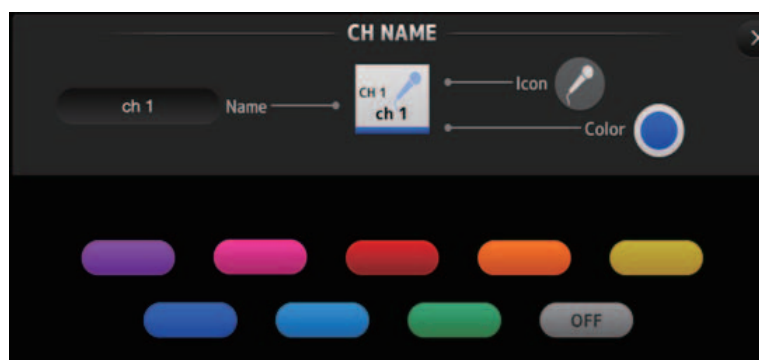 CH NAME
ch 1
Name
CH 1
ch 1
Icon
Color
OFF